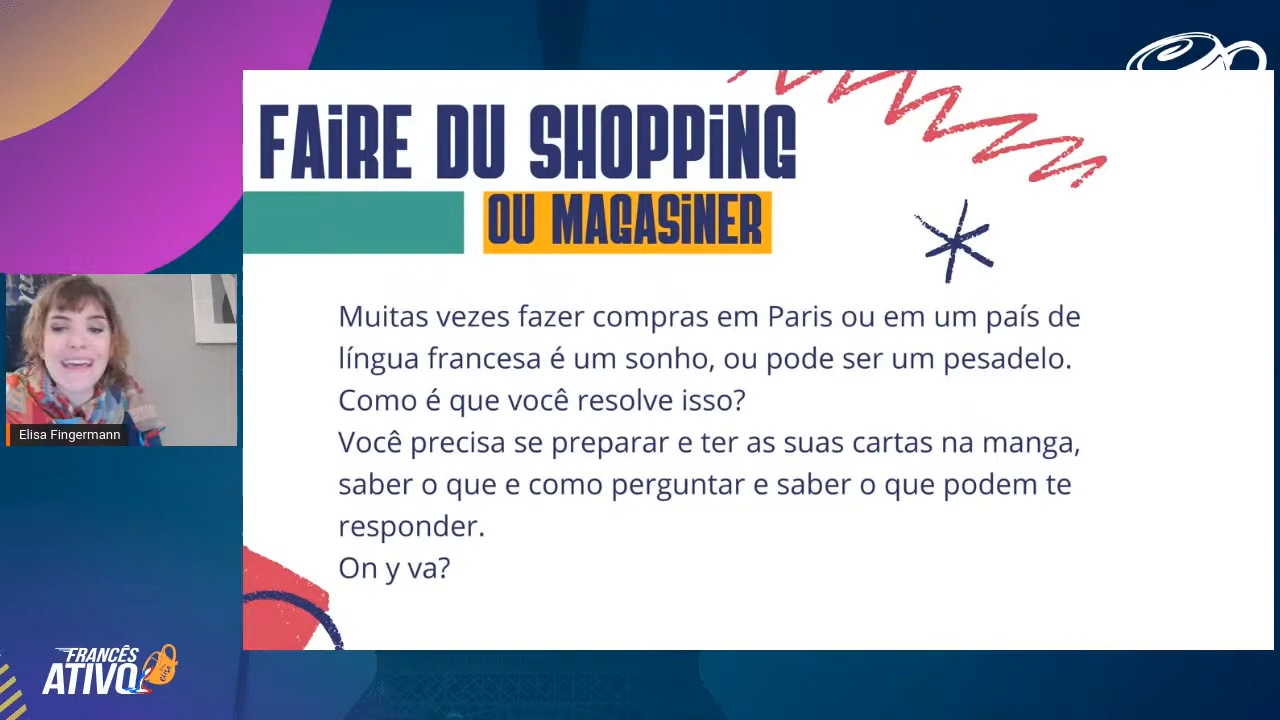 FAIRE DU SHOPPING
OU MAGASINER
Muitas vezes fazer compras em Paris ou em um país de
língua francesa é um sonho, ou pode ser um pesadelo.
Como é que você resolve isso?
Você precisa se preparar e ter as suas cartas na manga,
saber o que e como perguntar e saber o que podem te
responder.
On y va?
Elisa Fingermann
FRANCÊS
ATIVO